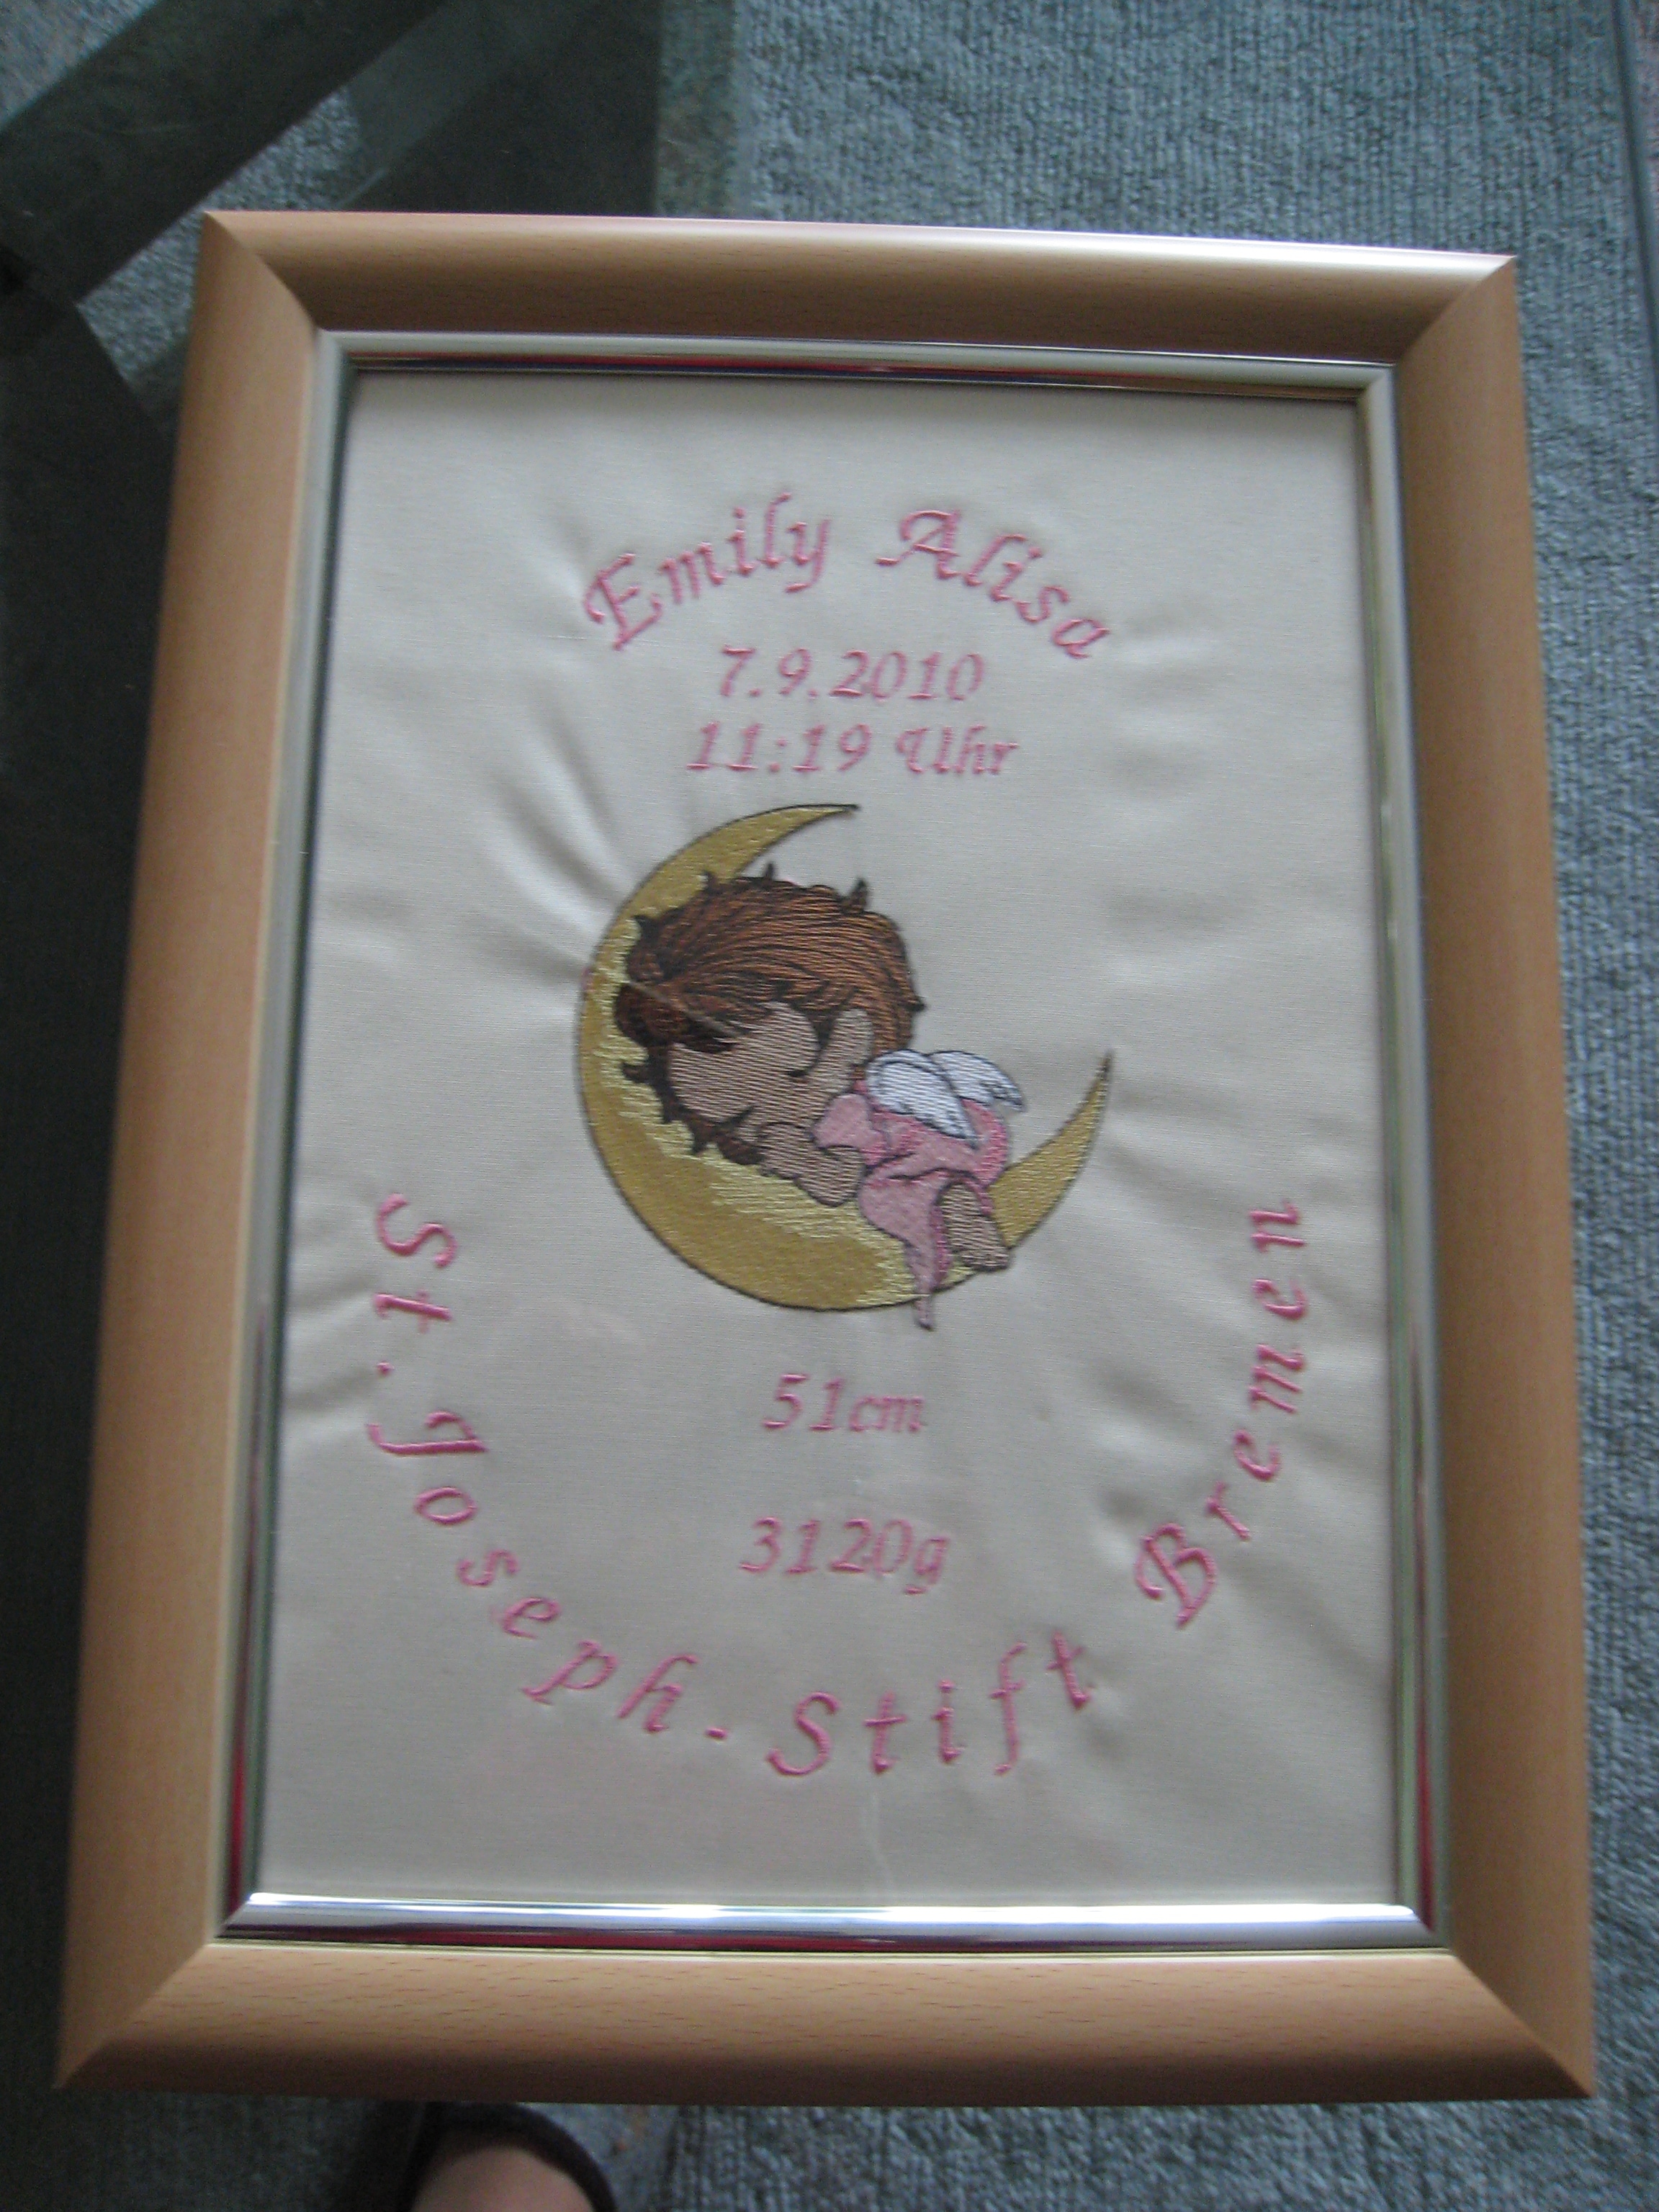 Emily Alisa
7.9.2010
11:19 Uhr
51cm
3120g
St. Joseph-Stift Bremen